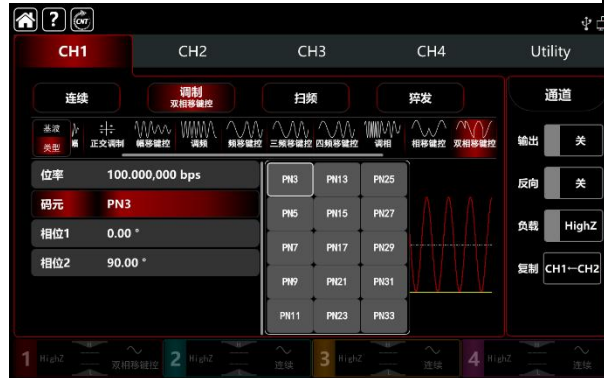 ? CNT
CH1 CH2 CH3 CH4 Utility
连续 调制 扫频 猝发 通道
双相移键控
基波
类型 幅 正交调制 幅移键控 调频 频移键控 三频移键控 四频移键控 调相 相移键控 双相移键控
输出 关
位率 100.000,000 bps
码元 PN3
相位1 0.00 °
相位2 90.00 °
PN3 PN13 PN25
PN5 PN15 PN27
PN7 PN17 PN29
PN9 PN21 PN31
PN11 PN23 PN33
反向 关
负载 HighZ
复制 CH1←CH2
1 HighZ 双相移键控 2 HighZ 连续 3 HighZ 连续 4 HighZ 连续